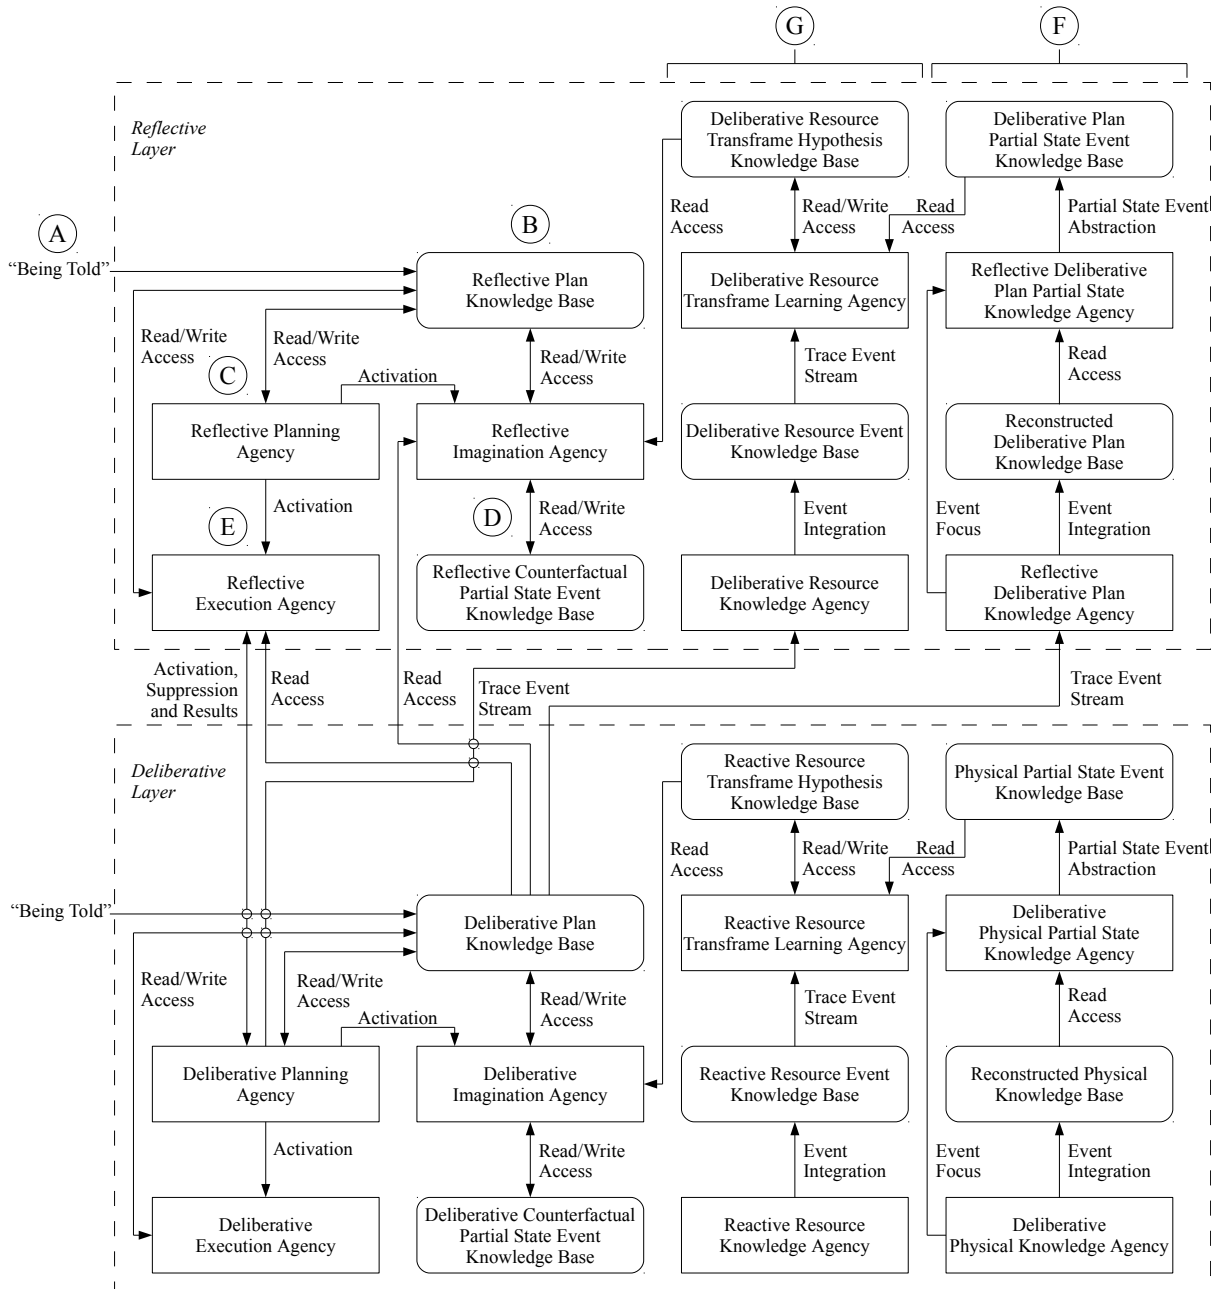 G
F
Reflective
Layer
Deliberative Resource
Transframe Hypothesis
Knowledge Base
Deliberative Plan
Partial State Event
Knowledge Base
Read
Access
Read/Write
Access
Read
Access
Partial State Event
Abstraction
A
“Being Told”
B
Reflective Plan
Knowledge Base
Deliberative Resource
Transframe Learning Agency
Reflective Deliberative
Plan Partial State
Knowledge Agency
Read/Write
Access
Read/Write
Access
Read/Write
Access
Trace Event
Stream
Read
Access
C
Activation
Reflective Planning
Agency
Reflective
Imagination Agency
Deliberative Resource Event
Knowledge Base
Reconstructed
Deliberative Plan
Knowledge Base
Activation
D
Read/Write
Access
Event
Integration
Event
Focus
Event
Integration
E
Reflective
Execution Agency
Reflective Counterfactual
Partial State Event
Knowledge Base
Deliberative Resource
Knowledge Agency
Reflective
Deliberative Plan
Knowledge Agency
Activation,
Suppression
and Results
Read
Access
Read
Access
Trace Event
Stream
Trace Event
Stream
Deliberative
Layer
Reactive Resource
Transframe Hypothesis
Knowledge Base
Physical Partial State Event
Knowledge Base
Read
Access
Read/Write
Access
Read
Access
Partial State Event
Abstraction
“Being Told”
Deliberative Plan
Knowledge Base
Reactive Resource
Transframe Learning Agency
Deliberative
Physical Partial State
Knowledge Agency
Read/Write
Access
Read/Write
Access
Read/Write
Access
Trace Event
Stream
Read
Access
Activation
Deliberative Planning
Agency
Deliberative
Imagination Agency
Reactive Resource Event
Knowledge Base
Reconstructed Physical
Knowledge Base
Activation
Read/Write
Access
Event
Integration
Event
Focus
Event
Integration
Deliberative
Execution Agency
Deliberative Counterfactual
Partial State Event
Knowledge Base
Reactive Resource
Knowledge Agency
Deliberative
Physical Knowledge Agency